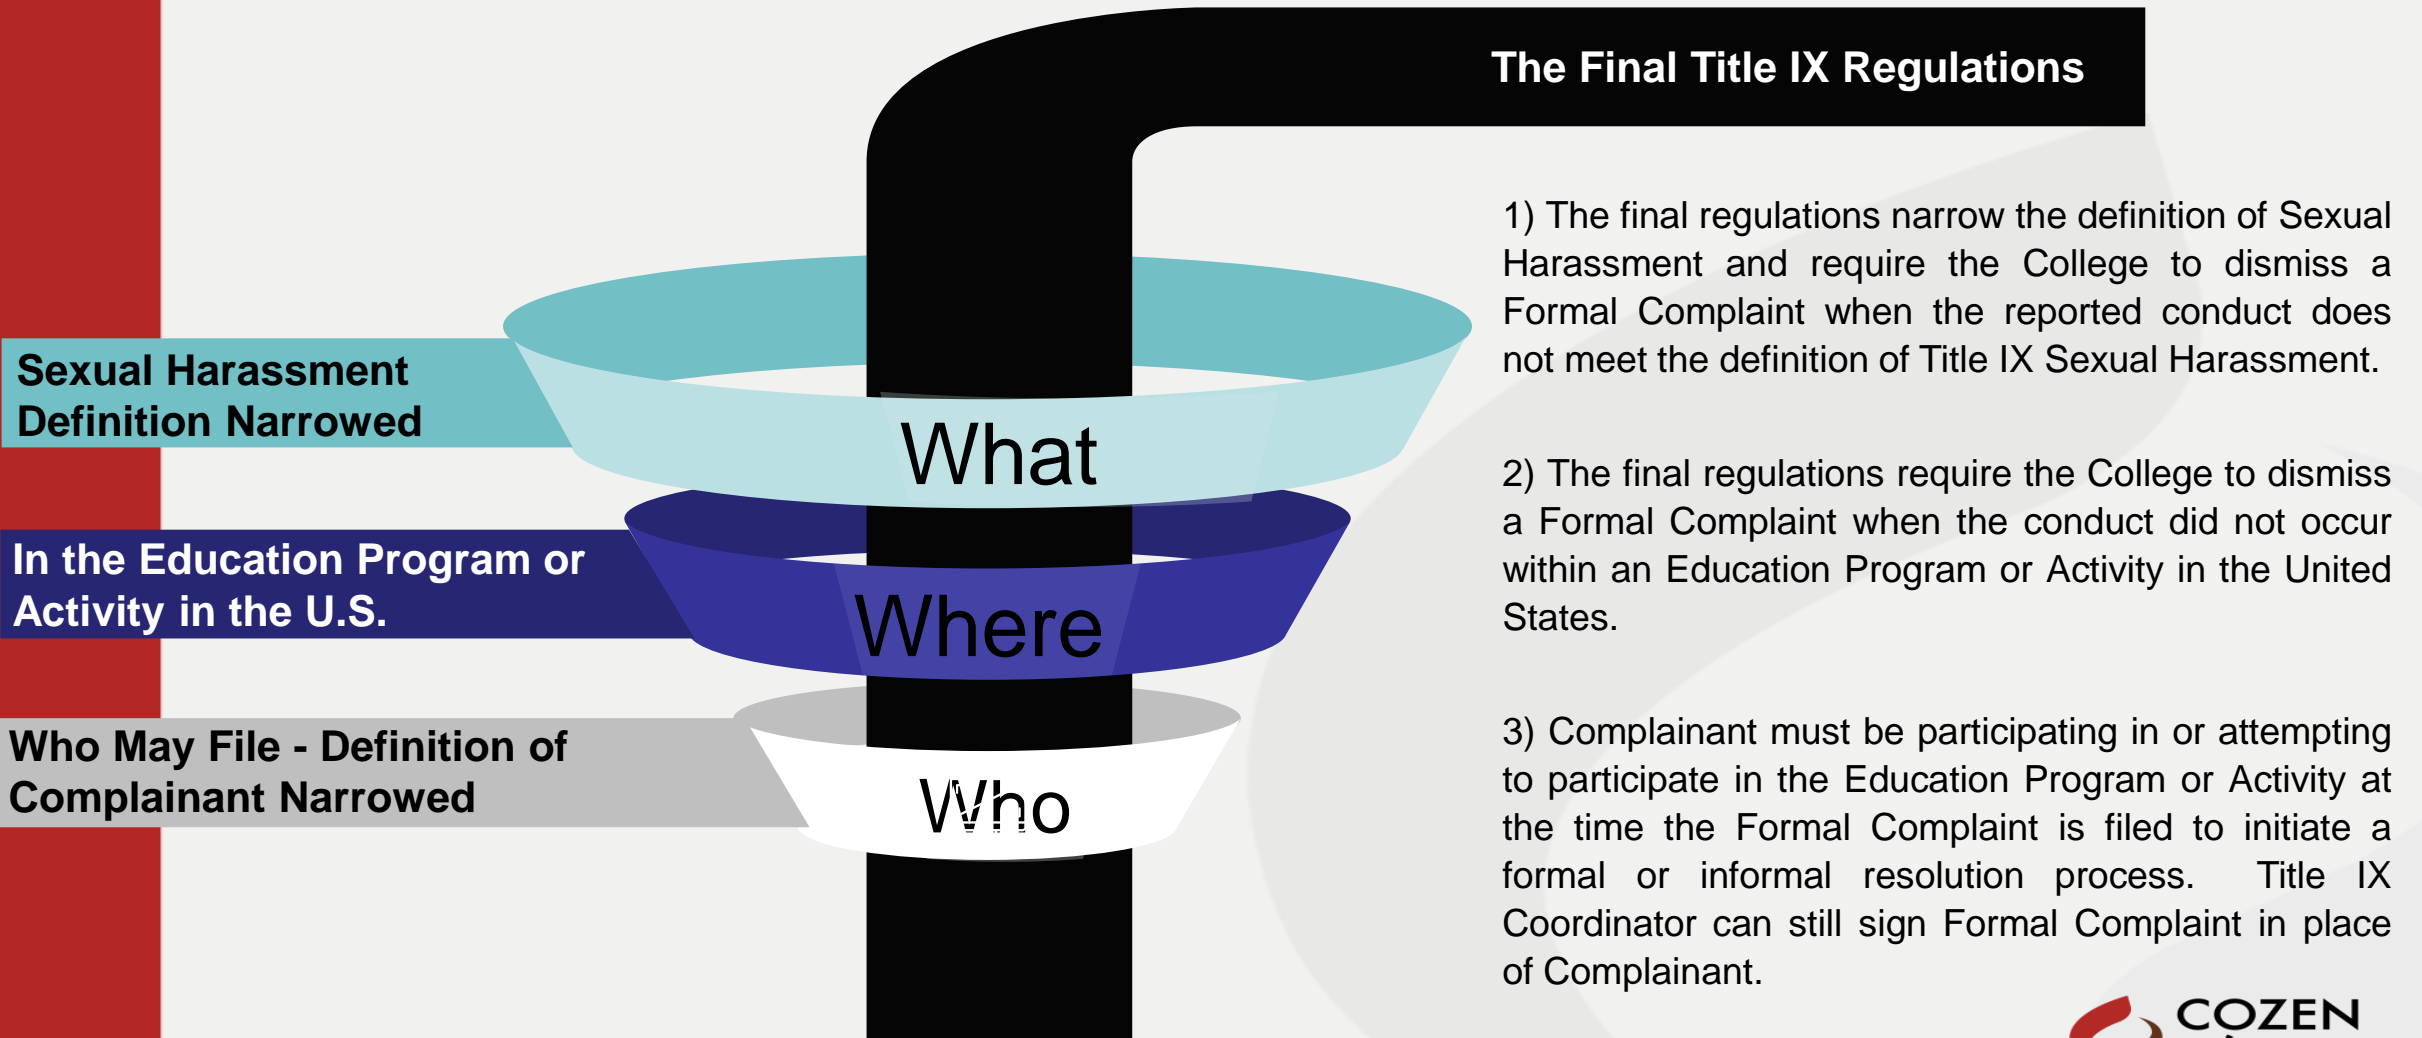 The Final Title IX Regulations
Sexual Harassment
Definition Narrowed
What
In the Education Program or
Activity in the U.S.
Where
Who May File - Definition of
Complainant Narrowed
Who
1) The final regulations narrow the definition of Sexual
Harassment and require the College to dismiss a
Formal Complaint when the reported conduct does
not meet the definition of Title IX Sexual Harassment.
2) The final regulations require the College to dismiss
a Formal Complaint when the conduct did not occur
within an Education Program or Activity in the United
States.
3) Complainant must be participating in or attempting
to participate in the Education Program or Activity at
the time the Formal Complaint is filed to initiate a
formal or informal resolution process. Title IX
Coordinator can still sign Formal Complaint in place
of Complainant.
COZEN